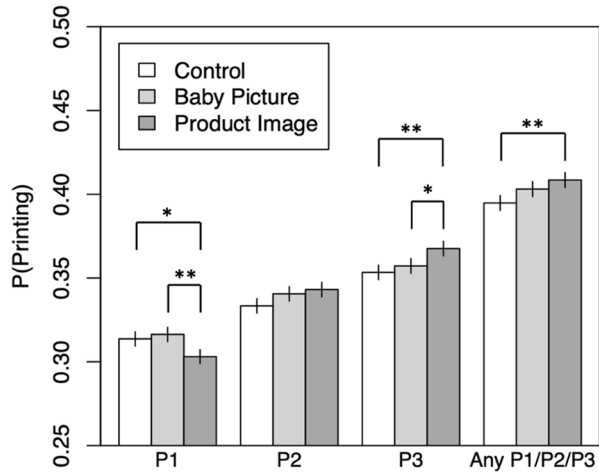 P(Printing)
0.50
0.45
0.40
0.35
0.30
0.25
Control
Baby Picture
Product Image
**
**
*
*
**
P1
P2
P3
Any P1/P2/P3